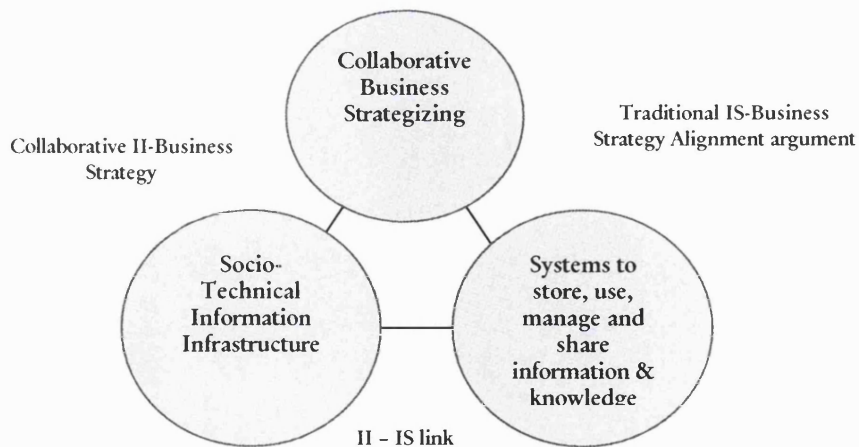 Collaborative
Business
Strategizing
Traditional IS-Business
Strategy Alignment argument
Collaborative II-Business
Strategy
Socio-
Technical
Information
Infrastructure
Systems to
store, use,
manage and
share
information &
knowledge
II – IS link